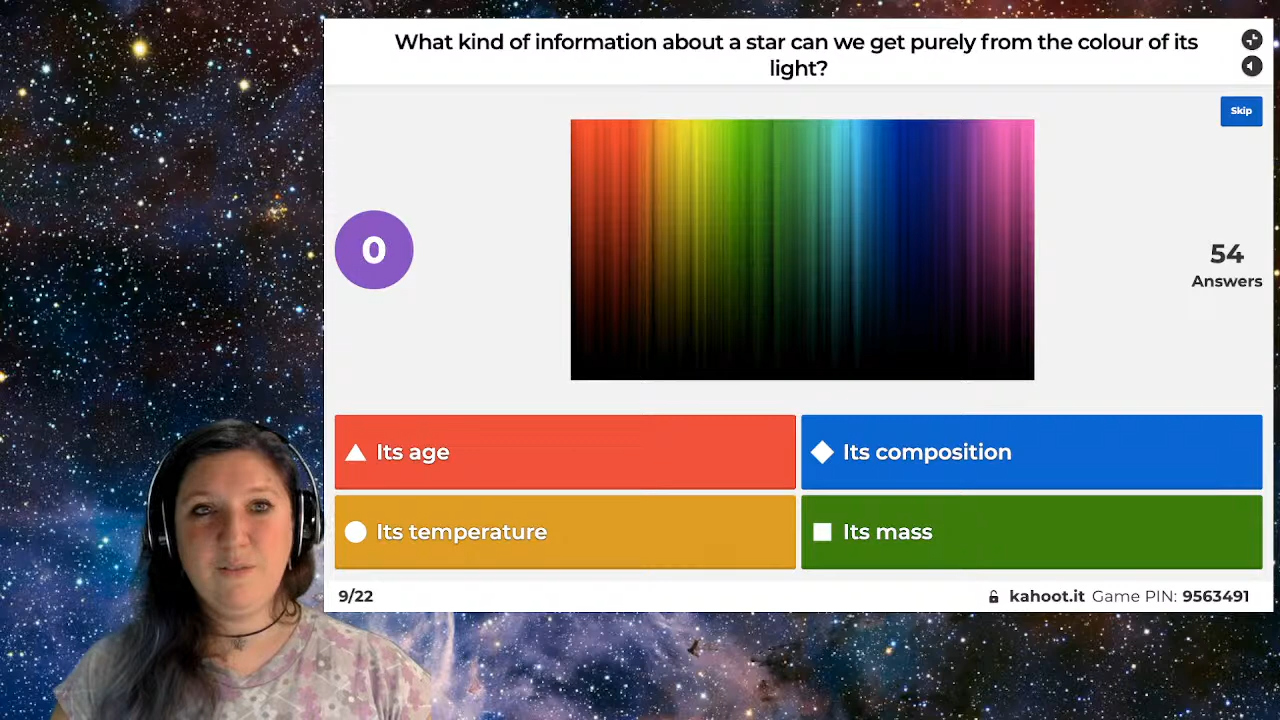 What kind of information about a star can we get purely from the colour of its
light?
Skip
0
54
Answers
Its age
Its composition
Its temperature
Its mass
9/22
kahoot.it Game PIN: 9563491